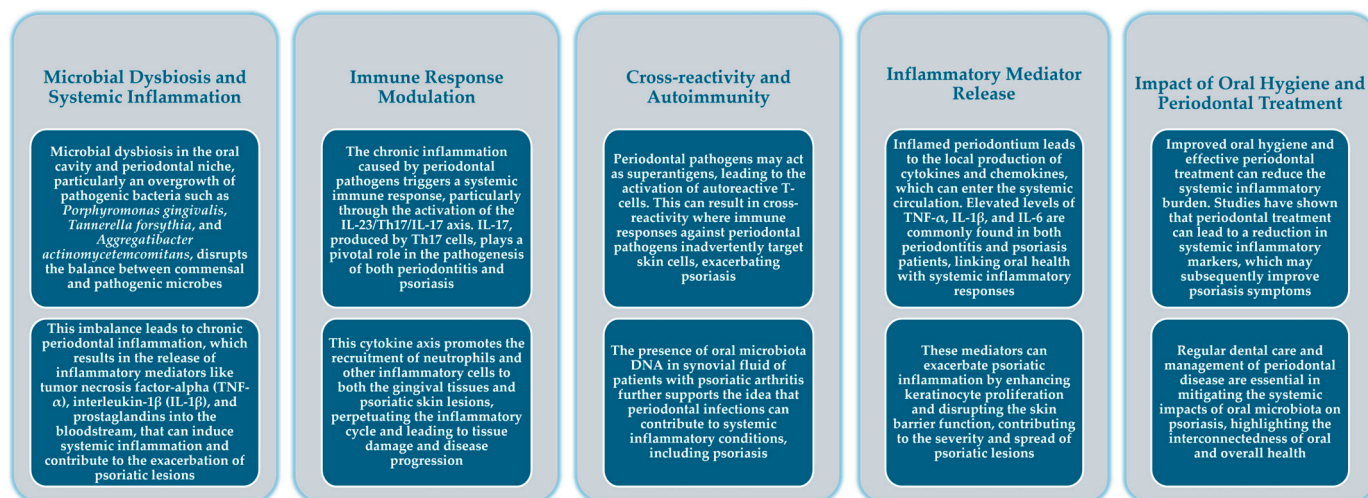 Microbial Dysbiosis and
Systemic Inflammation
Microbial dysbiosis in the oral
cavity and periodontal niche,
particularly an overgrowth of
pathogenic bacteria such as
Porphyromonas gingivalis,
Tannerella forsythia, and
Aggregatibacter
actinomycetemcomitans, disrupts
the balance between commensal
and pathogenic microbes
This imbalance leads to chronic
periodontal inflammation, which
results in the release of
inflammatory mediators like
tumor necrosis factor-alpha (TNF-
α), interleukin-1β (IL-1β), and
prostaglandins into the
bloodstream, that can induce
systemic inflammation and
contribute to the exacerbation of
psoriatic lesions
Immune Response
Modulation
The chronic inflammation
caused by periodontal
pathogens triggers a systemic
immune response, particularly
through the activation of the
IL-23/Th17/IL-17 axis. IL-17,
produced by Th17 cells, plays a
pivotal role in the pathogenesis
of both periodontitis and
psoriasis
This cytokine axis promotes the
recruitment of neutrophils and
other inflammatory cells to
both the gingival tissues and
psoriatic skin lesions,
perpetuating the inflammatory
cycle and leading to tissue
damage and disease
progression
Cross-reactivity and
Autoimmunity
Periodontal pathogens may act
as superantigens, leading to the
activation of autoreactive T-
cells. This can result in cross-
reactivity where immune
responses against periodontal
pathogens inadvertently target
skin cells, exacerbating
psoriasis
The presence of oral microbiota
DNA in synovial fluid of
patients with psoriatic arthritis
further supports the idea that
periodontal infections can
contribute to systemic
inflammatory conditions,
including psoriasis
Inflammatory Mediator
Release
Inflamed periodontium leads to
the local production of
cytokines and chemokines,
which can enter the systemic
circulation. Elevated levels of
TNF-α, IL-1β, and IL-6 are
commonly found in both
periodontitis and psoriasis
patients, linking oral health
with systemic inflammatory
responses
These mediators can
exacerbate psoriatic
inflammation by enhancing
keratinocyte proliferation
and disrupting the skin
barrier function, contributing
to the severity and spread of
psoriatic lesions
Impact of Oral Hygiene and
Periodontal Treatment
Improved oral hygiene and
effective periodontal
treatment can reduce the
systemic inflammatory
burden. Studies have shown
that periodontal treatment
can lead to a reduction in
systemic inflammatory
markers, which may
subsequently improve
psoriasis symptoms
Regular dental care and
management of periodontal
disease are essential in
mitigating the systemic
impacts of oral microbiota on
psoriasis, highlighting the
interconnectedness of oral
and overall health